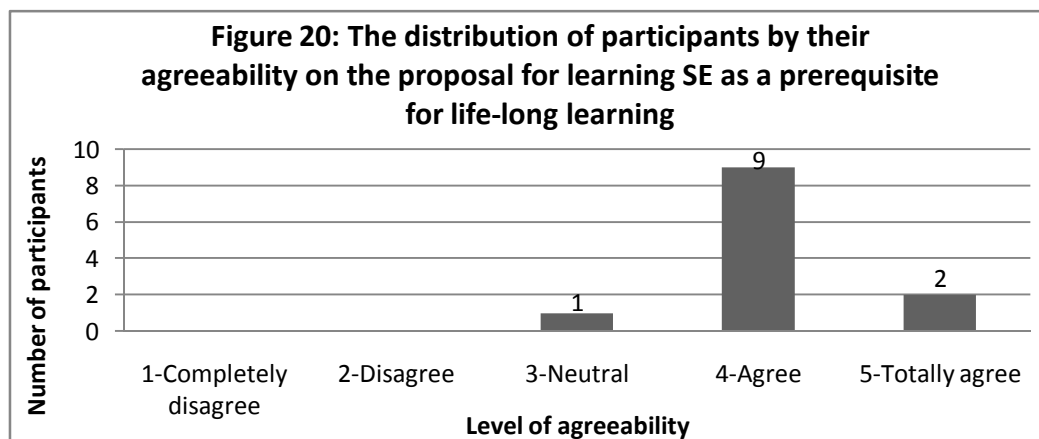 Figure 20: The distribution of participants by their
agreeability on the proposal for learning SE as a prerequisite
for life-long learning
Number of participants
10
8
6
4
2
0
1
9
2
1-Completely
disagree
2-Disagree
3-Neutral
4-Agree
5-Totally agree
Level of agreeability